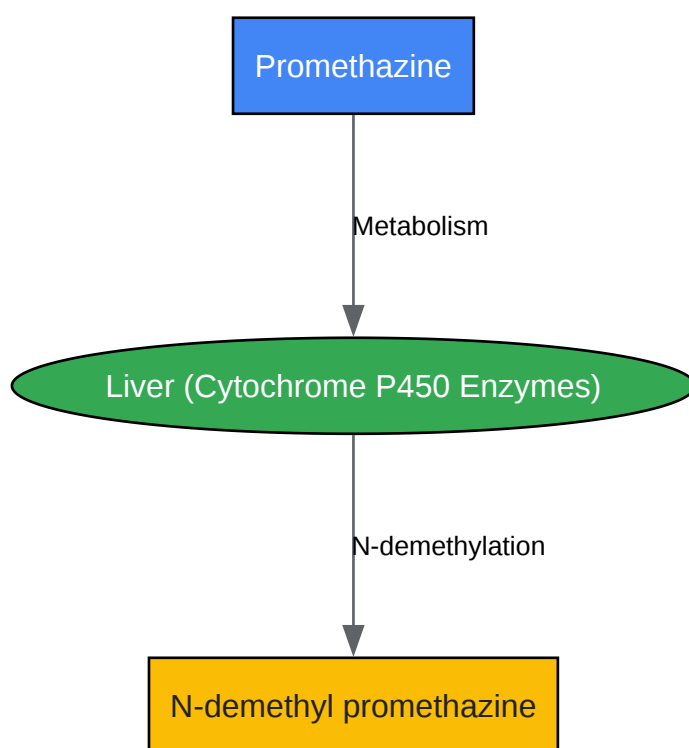 Promethazine
Metabolism
Liver (Cytochrome P450 Enzymes)
N-demethylation
N-demethyl promethazine